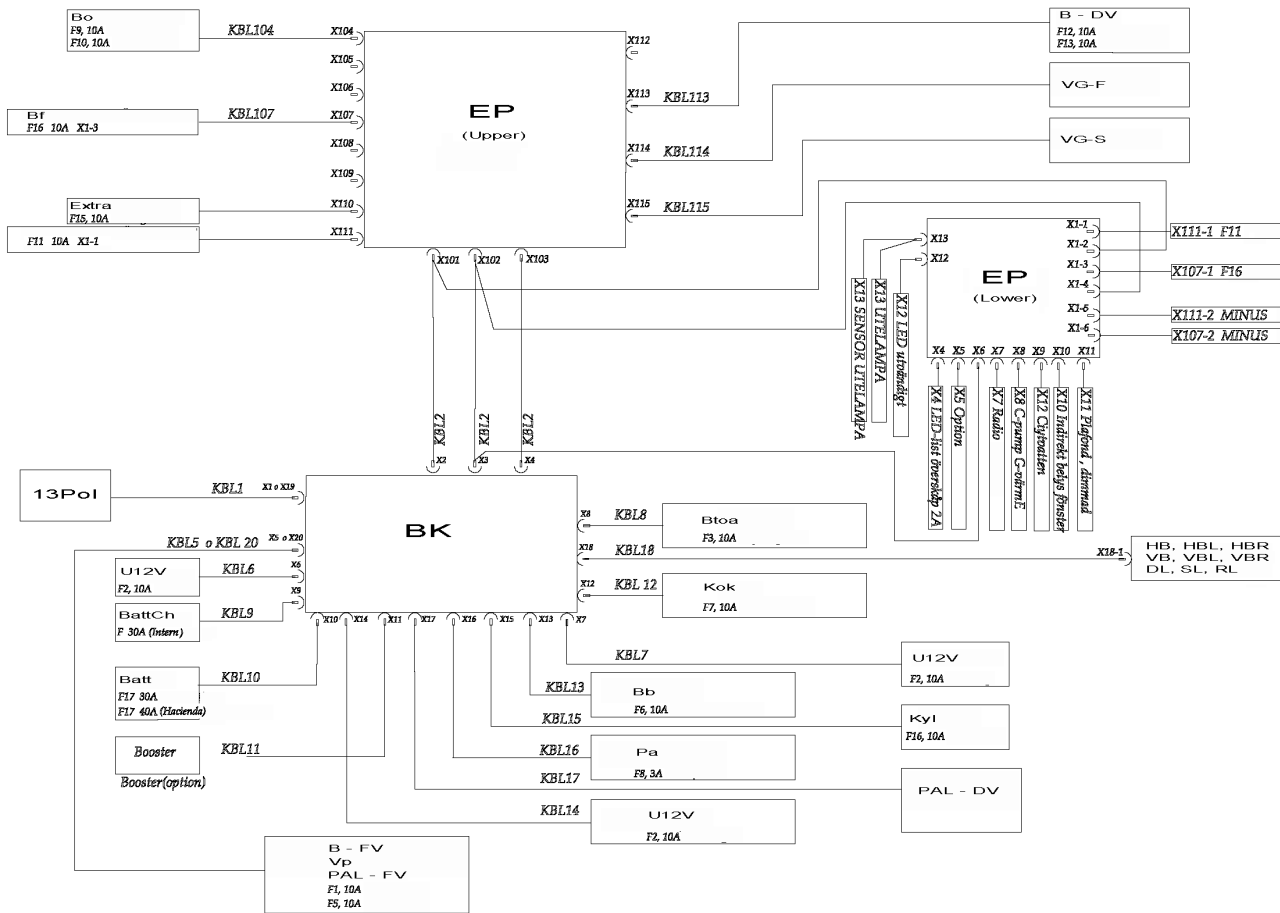 Bo
F9, 10A
F10, 10A
KBL104
X104
X105
X106
Bf
F16 10A X1-3
KBL107
X107
X108
X109
Extra
F15, 10A
X110
F11 10A X1-1
X111
EP
(Upper)
X112
X113
KBL113
X114
KBL114
X115
KBL115
B - DV
F12, 10A
F13, 10A
VG-F
VG-S
X101
X102
X103
X13
X12
EP
(Lower)
X1-1
X1-2
X1-3
X1-4
X1-5
X1-6
X111-1 F11
X107-1 F16
X111-2 MINUS
X107-2 MINUS
X4 X5 X6 X7 X8 X9 X10 X11
X13 SENSOR UTELAMPA
X13 UTELAMPA
X12 LED utvändigt
X4 LED-list överskåp 2A
X5 Option
X7 Radio
X8 C-pump G-värmE
X12 Cityvatten
X10 Indirekt belys fönster
X11 Plafond , dimmad
KB12
KB12
KB12
X2
X3
X4
13Pol
KBL1
X1 o X19
KBL5 o KBL 20
X5 o X20
U12V
F2, 10A
KBL6
X6
BattCh
F 30A (Intern)
KBL9
X9
BK
X8
KBL8
Btoa
F3, 10A
X18
KBL18
X18-1
HB, HBL, HBR
VB, VBL, VBR
DL, SL, RL
X12
KBL 12
Kok
F7, 10A
X10 X14 X11 X17 X16 X15 X13 X7
Batt
F17 30A
F17 40A (Hacienda)
KBL10
KBL7
U12V
F2, 10A
KBL13
Bb
F6, 10A
KBL15
Kyl
F16, 10A
Booster
Booster(option)
KBL11
KBL16
Pa
F8, 3A
KBL17
PAL - DV
KBL14
U12V
F2, 10A
B - FV
Vp
PAL - FV
F1, 10A
F5, 10A